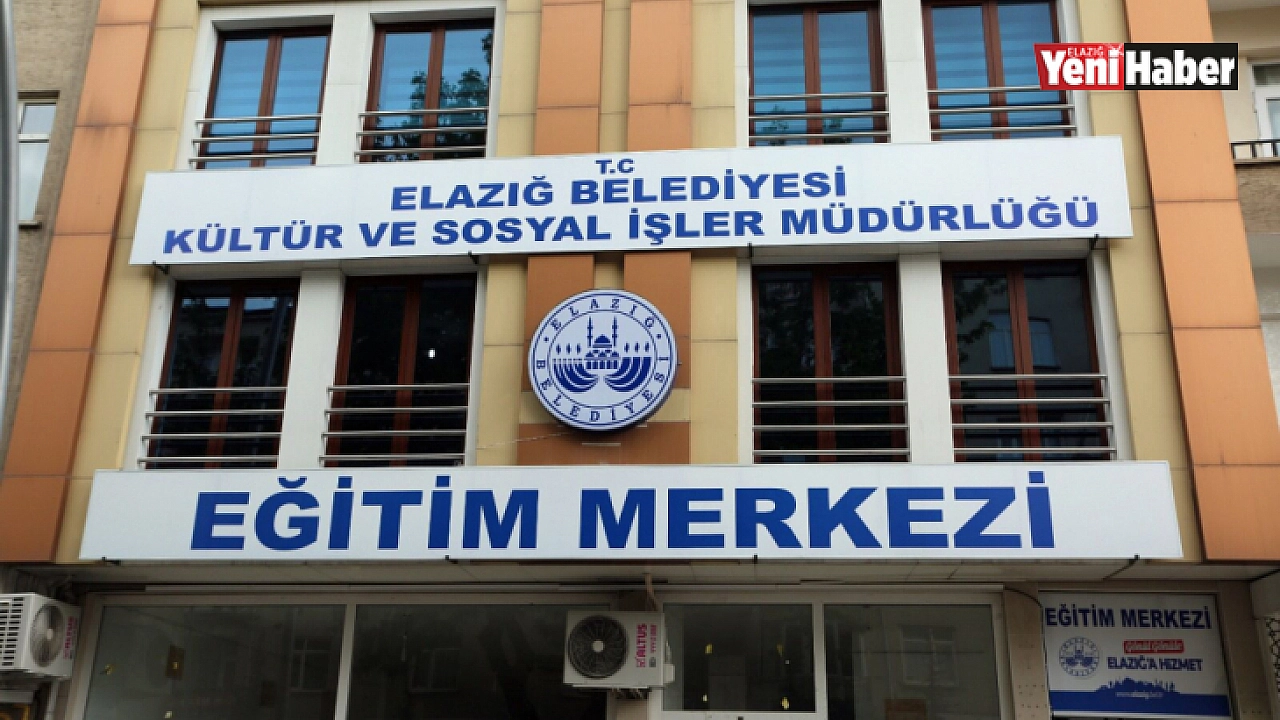 ELAZIĞ
Yeni Haber
T.C
ELAZIĞ BELEDİYESİ
KÜLTÜR VE SOSYAL İŞLER MÜDÜRLÜĞÜ
ELAZIĞ
BELEDİYESİ
EĞİTİM MERKEZİ
ALTUS
ALTUS
EĞİTİM MERKEZİ
ELAZIĞ'A HİZMET